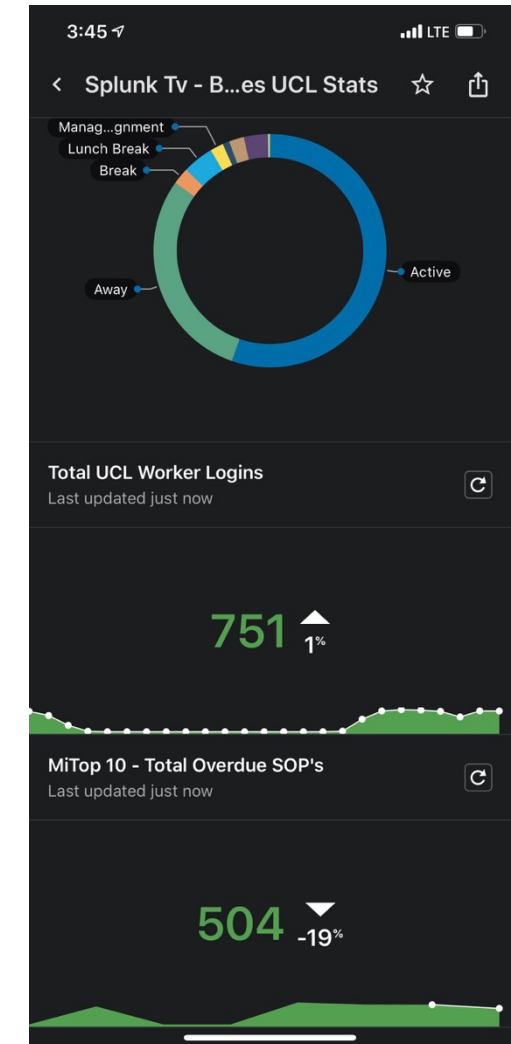 3:45
LTE
Splunk Tv - B...es UCL Stats
Manag...gnment
Lunch Break
Break
Away
Active
Total UCL Worker Logins
Last updated just now
751
1%
MiTop 10 - Total Overdue SOP's
Last updated just now
504
-19%